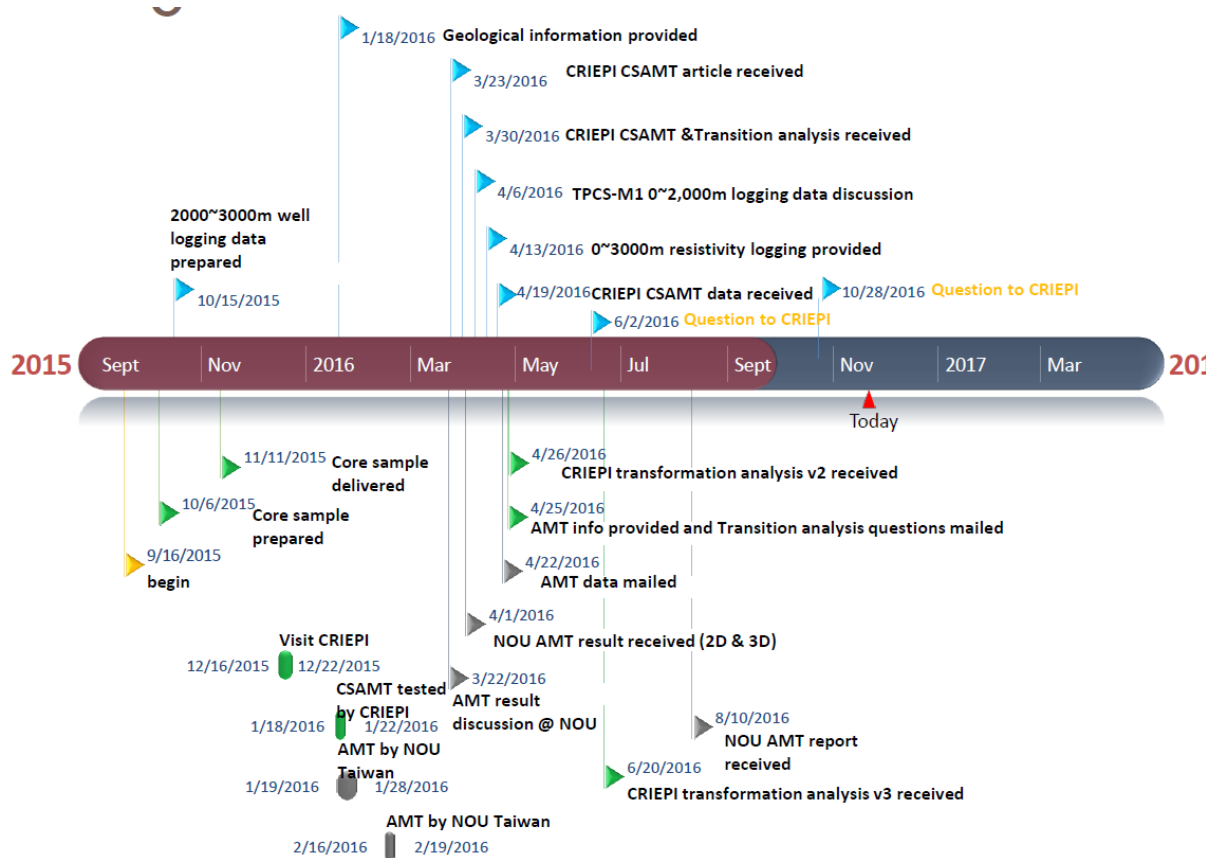 1/18/2016 Geological information provided
3/23/2016 CRIEPI CSAMT article received
3/30/2016 CRIEPI CSAMT &Transition analysis received
4/6/2016 TPCS-M1 0~2,000m logging data discussion
2000~3000m well
logging data
prepared
10/15/2015
4/13/2016 0~3000m resistivity logging provided
4/19/2016 CRIEPI CSAMT data received
10/28/2016 Question to CRIEPI
6/2/2016 Question to CRIEPI
2015 Sept Nov 2016 Mar May Jul Sept Nov 2017 Mar 201
Today
11/11/2015 Core sample
delivered
4/26/2016
CRIEPI transformation analysis v2 received
10/6/2015 Core sample
prepared
4/25/2016
AMT info provided and Transition analysis questions mailed
9/16/2015
begin
4/22/2016
AMT data mailed
4/1/2016
NOU AMT result received (2D & 3D)
Visit CRIEPI
12/16/2015 12/22/2015
3/22/2016
AMT result
discussion @ NOU
CSAMT tested
by CRIEPI
1/18/2016 1/22/2016
8/10/2016
NOU AMT report
received
AMT by NOU
Taiwan
1/19/2016 1/28/2016
6/20/2016
CRIEPI transformation analysis v3 received
AMT by NOU Taiwan
2/16/2016 2/19/2016